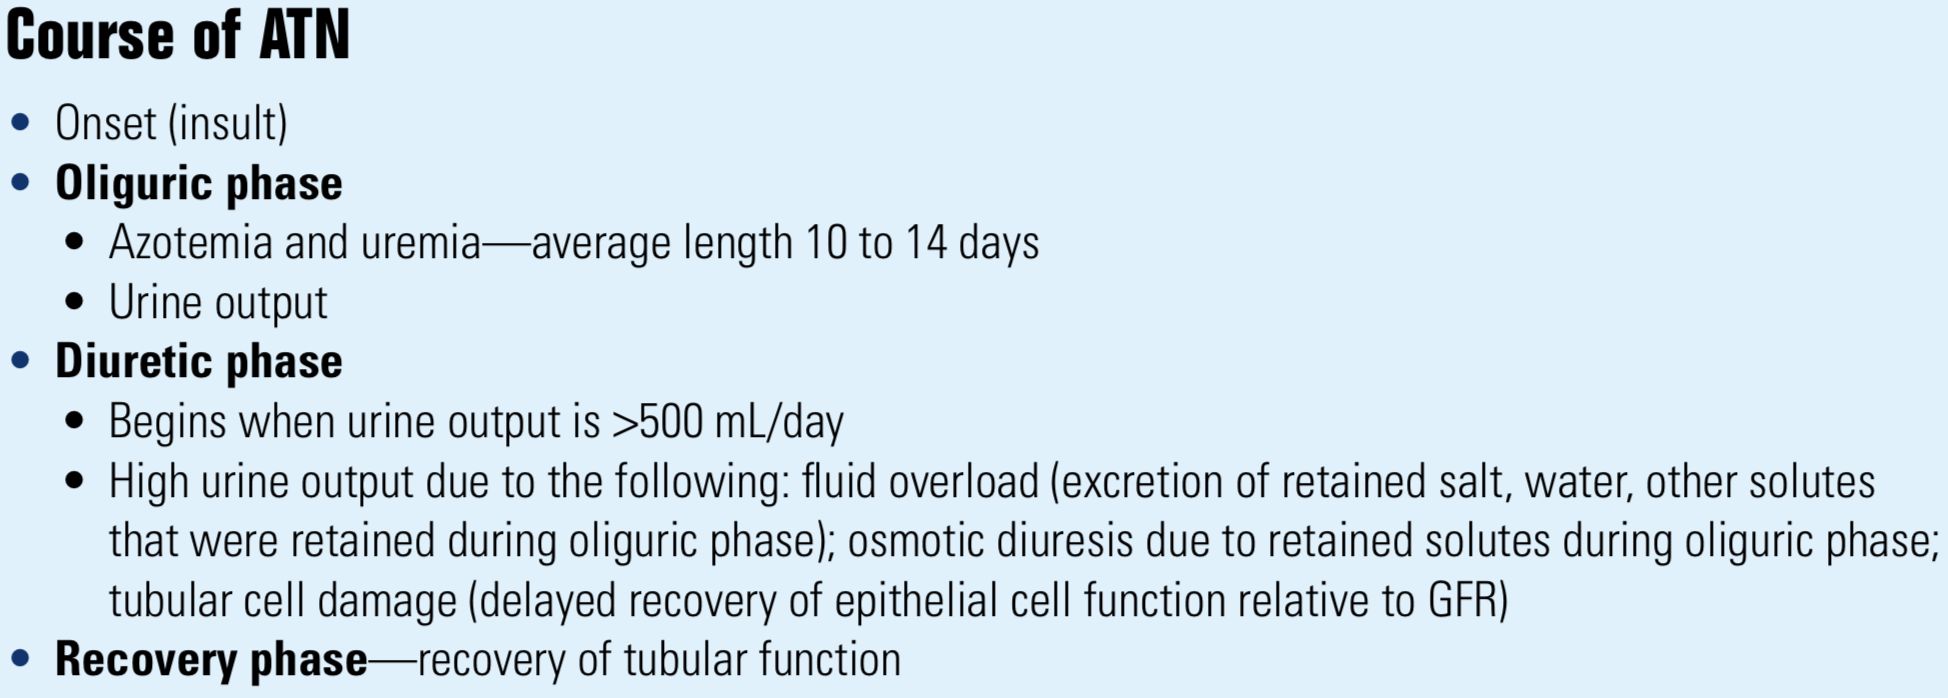 Course of ATN
• Onset (insult)
• Oliguric phase
• Azotemia and uremia—average length 10 to 14 days
• Urine output
• Diuretic phase
• Begins when urine output is >500 mL/day
• High urine output due to the following: fluid overload (excretion of retained salt, water, other solutes
that were retained during oliguric phase); osmotic diuresis due to retained solutes during oliguric phase;
tubular cell damage (delayed recovery of epithelial cell function relative to GFR)
• Recovery phase—recovery of tubular function